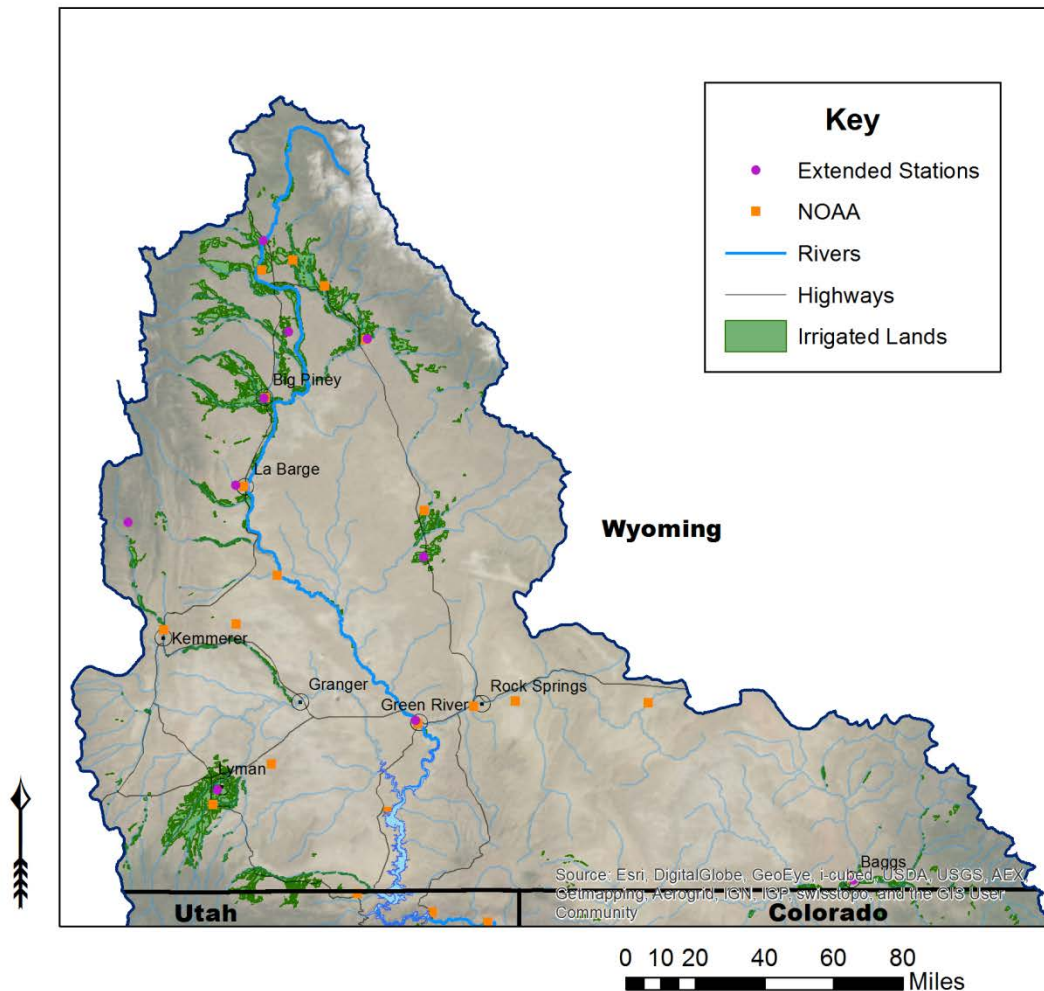 Key
Extended Stations
NOAA
Rivers
Highways
Irrigated Lands
Big Piney
La Barge
Wyoming
Kemmerer
Granger
Rock Springs
Green River
Lyman
Baggs
Source: Esri, DigitalGlobe, GeoEye, i-cubed, USDA, USGS, AEX,
Getmapping, Aerogrid, IGN, IGP, swisstopo, and the GIS User
Community
Utah
Colorado
0 10 20 40 60 80
Miles